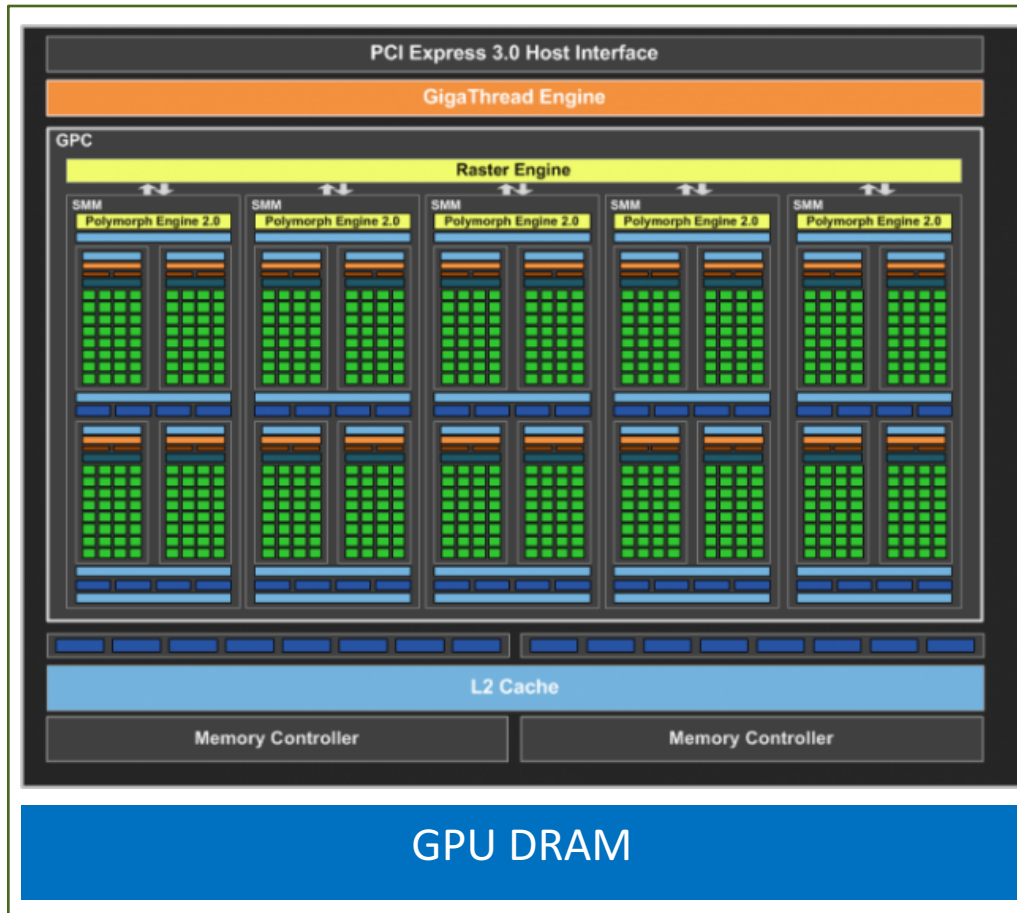 PCI Express 3.0 Host Interface
GigaThread Engine
GPC
Raster Engine
SMM SMM SMM SMM SMM
Polymorph Engine 2.0 Polymorph Engine 2.0 Polymorph Engine 2.0 Polymorph Engine 2.0 Polymorph Engine 2.0
L2 Cache
Memory Controller Memory Controller
GPU DRAM